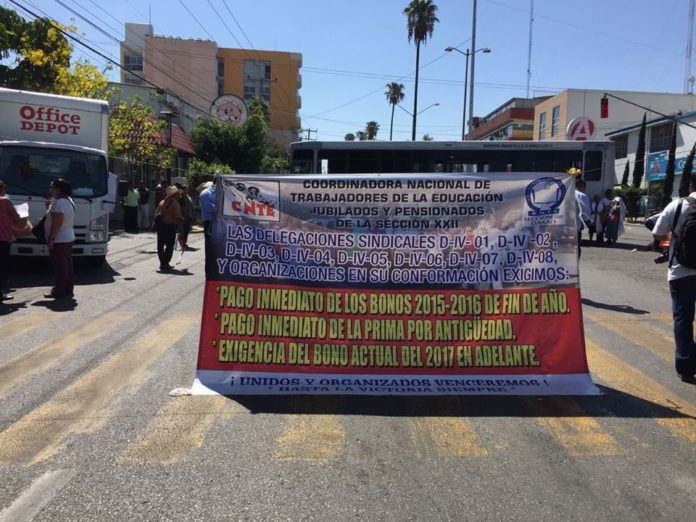 Office
DEPOT
COORDINADORA NACIONAL DE
TRABAJADORES DE LA EDUCACIÓN
JUBILADOS Y PENSIONADOS
DE LA SECCIÓN XXII
CNTE
LAS DELEGACIONES SINDICALES D-IV-01, D-IV-02,
D-IV-03, D-IV-04, D-IV-05, D-IV-06, D-IV-07, D-IV-08,
Y ORGANIZACIONES EN SU CONFORMACIÓN EXIGIMOS:
*PAGO INMEDIATO DE LOS BONOS 2015-2016 DE FIN DE AÑO.
*PAGO INMEDIATO DE LA PRIMA POR ANTIGÜEDAD.
*EXIGENCIA DEL BONO ACTUAL DEL 2017 EN ADELANTE.
¡UNIDOS Y ORGANIZADOS VENCEREMOS!
"HASTA LA VICTORIA SIEMPRE"